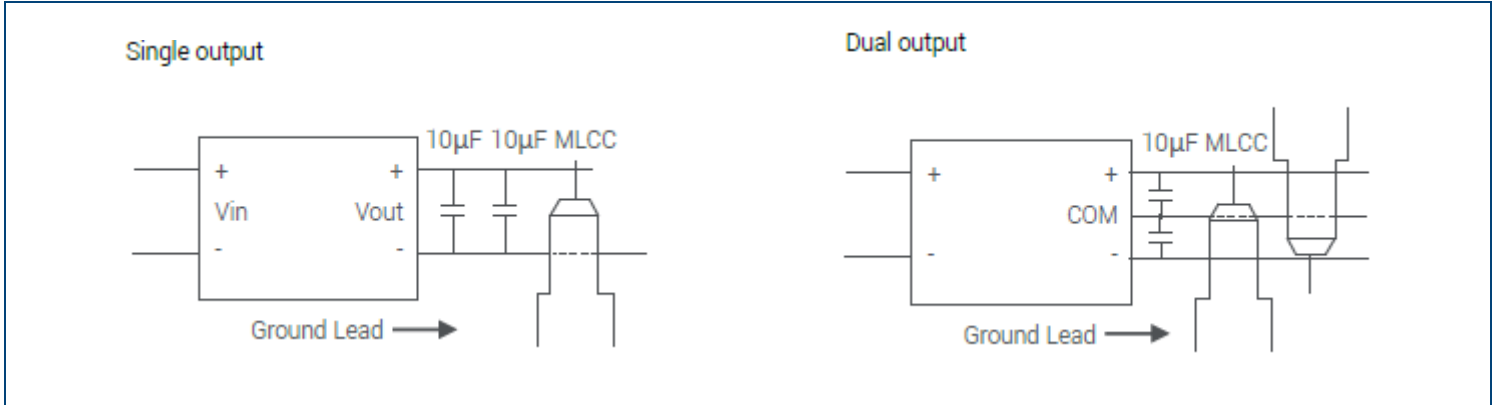 Single output
10µF 10µF MLCC
+ +
Vin Vout
- -
Ground Lead
Dual output
10µF MLCC
+ +
COM
- -
Ground Lead